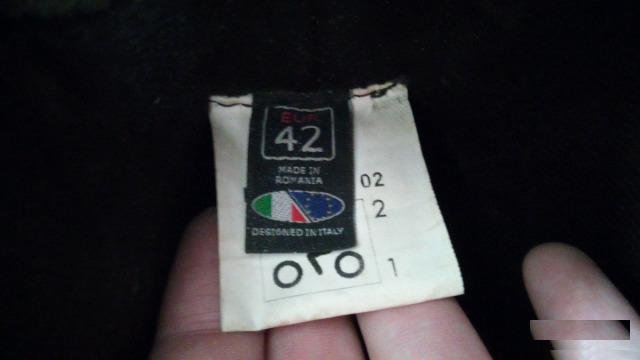 EUR
42
MADE IN
ROMANIA
DESIGNED IN ITALY
02
2
1